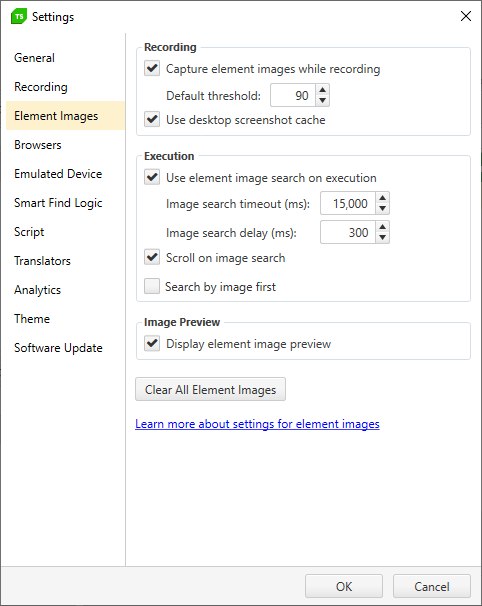 TS Settings
General
Recording
Element Images
Browsers
Emulated Device
Smart Find Logic
Script
Translators
Analytics
Theme
Software Update
Recording
Capture element images while recording
Default threshold: 90
Use desktop screenshot cache
Execution
Use element image search on execution
Image search timeout (ms): 15,000
Image search delay (ms): 300
Scroll on image search
Search by image first
Image Preview
Display element image preview
Clear All Element Images
Learn more about settings for element images
OK Cancel